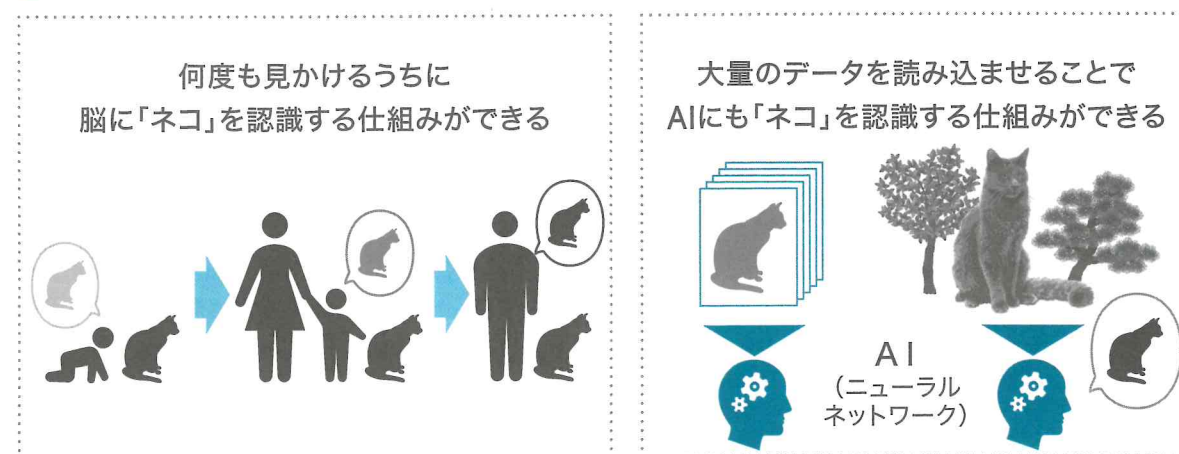 何度も見かけるうちに
脳に「ネコ」を認識する仕組みができる
大量のデータを読み込ませることで
AIにも「ネコ」を認識する仕組みができる
AI
（ニューラル
ネットワーク）